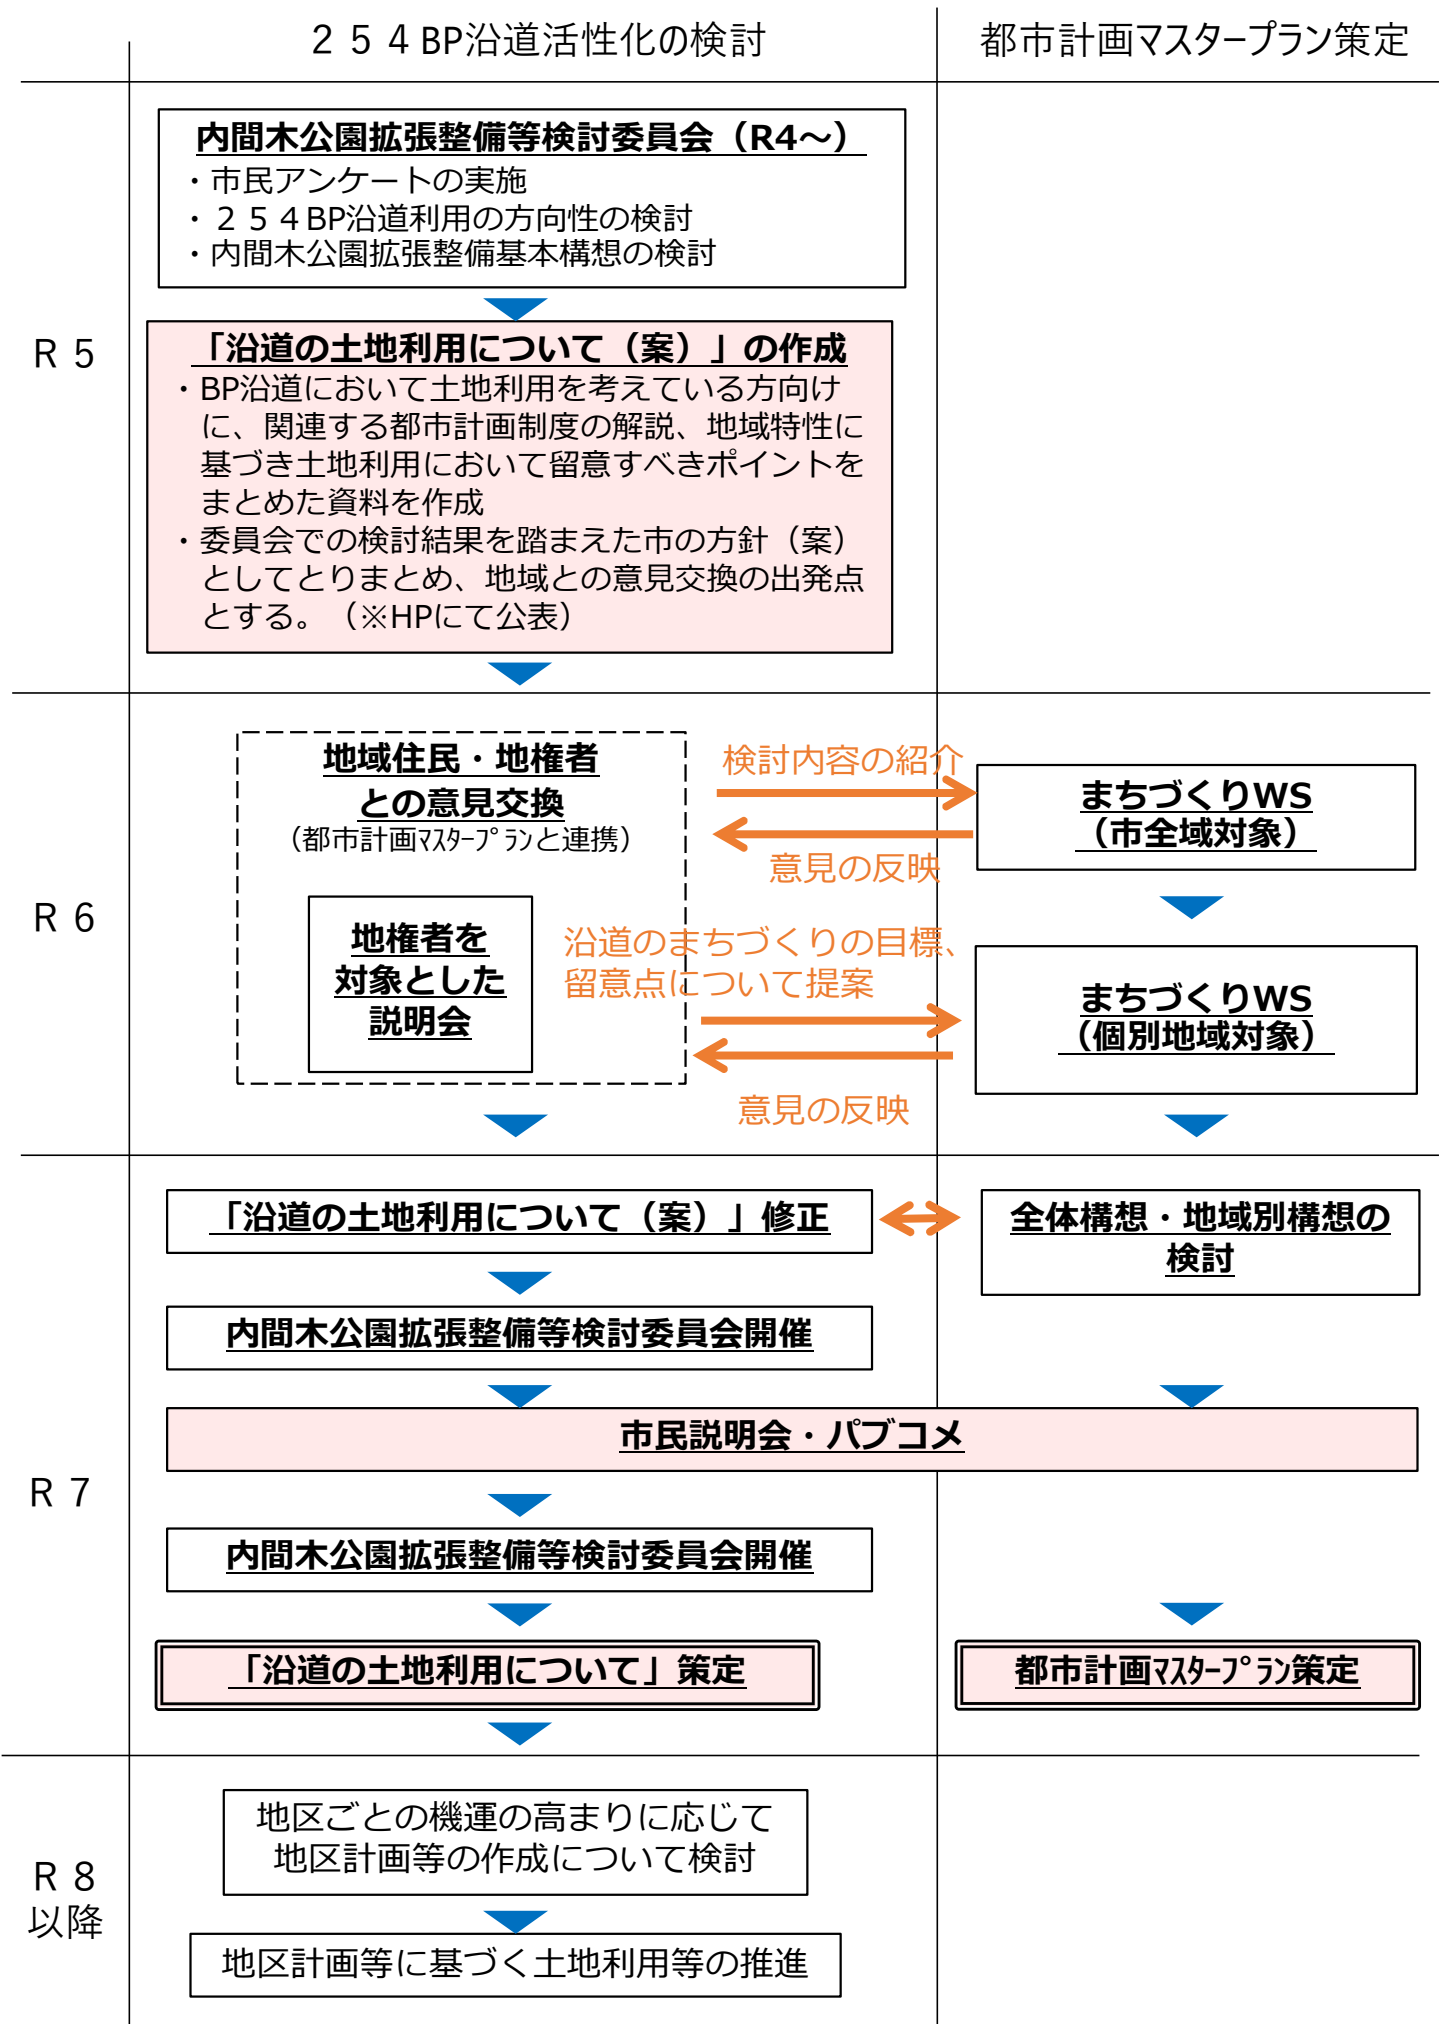 ２５４BP沿道活性化の検討
都市計画マスタープラン策定
R５
内間木公園拡張整備等検討委員会（R4～）
・市民アンケートの実施
・２５４BP沿道利用の方向性の検討
・内間木公園拡張整備基本構想の検討
「沿道の土地利用について（案）」の作成
・BP沿道において土地利用を考えている方向け
に、関連する都市計画制度の解説、地域特性に
基づき土地利用において留意すべきポイントを
まとめた資料を作成
・委員会での検討結果を踏まえた市の方針（案）
としてとりまとめ、地域との意見交換の出発点
とする。（※HPにて公表）
R６
地域住民・地権者
との意見交換
（都市計画ﾏｽﾀｰﾌﾟﾗﾝと連携）
地権者を
対象とした
説明会
検討内容の紹介
意見の反映
沿道のまちづくりの目標、
留意点について提案
意見の反映
まちづくりWS
（市全域対象）
まちづくりWS
（個別地域対象）
R７
「沿道の土地利用について（案）」修正
全体構想・地域別構想の
検討
内間木公園拡張整備等検討委員会開催
市民説明会・パブコメ
内間木公園拡張整備等検討委員会開催
「沿道の土地利用について」策定
都市計画ﾏｽﾀｰﾌﾟﾗﾝ策定
R８
以降
地区ごとの機運の高まりに応じて
地区計画等の作成について検討
地区計画等に基づく土地利用等の推進